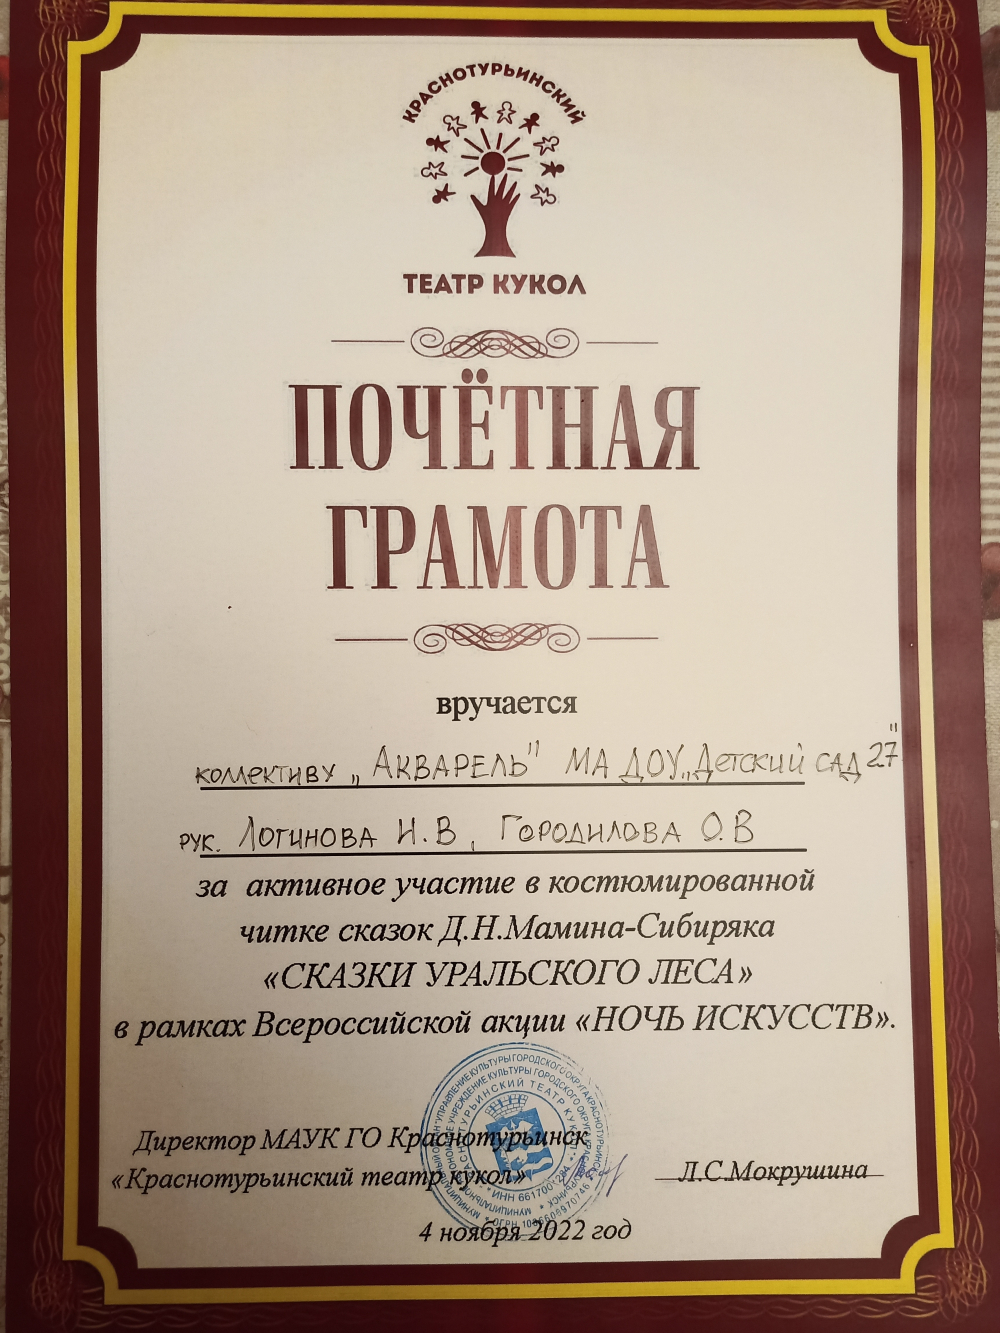 КРАСНОТУРЬИНСКИЙ
ТЕАТР КУКОЛ
ПОЧЁТНАЯ
ГРАМОТА
вручается
коллективу „Акварель" МА ДОУ „Детский сад 27"
рук. Логинова И.В, Городилова О.В
за активное участие в костюмированной
читке сказок Д.Н.Мамина-Сибиряка
«СКАЗКИ УРАЛЬСКОГО ЛЕСА»
в рамках Всероссийской акции «НОЧЬ ИСКУССТВ».
Директор МАУК ГО Краснотурьинск
«Краснотурьинский театр кукол»
Л.С.Мокрушина
4 ноября 2022 год